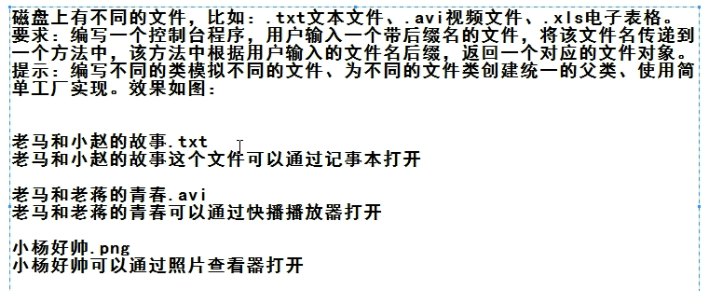 磁盘上有不同的文件，比如：.txt文本文件、.avi视频文件、.xls电子表格。
要求：编写一个控制台程序，用户输入一个带后缀名的文件，将该文件名传递到
一个方法中，该方法中根据用户输入的文件名后缀，返回一个对应的文件对象。
提示：编写不同的类模拟不同的文件、为不同的文件类创建统一的父类、使用简
单工厂实现。效果如图：
老马和小赵的故事.txt
老马和小赵的故事这个文件可以通过记事本打开
老马和老蒋的青春.avi
老马和老蒋的青春可以通过快播播放器打开
小杨好帅.png
小杨好帅可以通过照片查看器打开